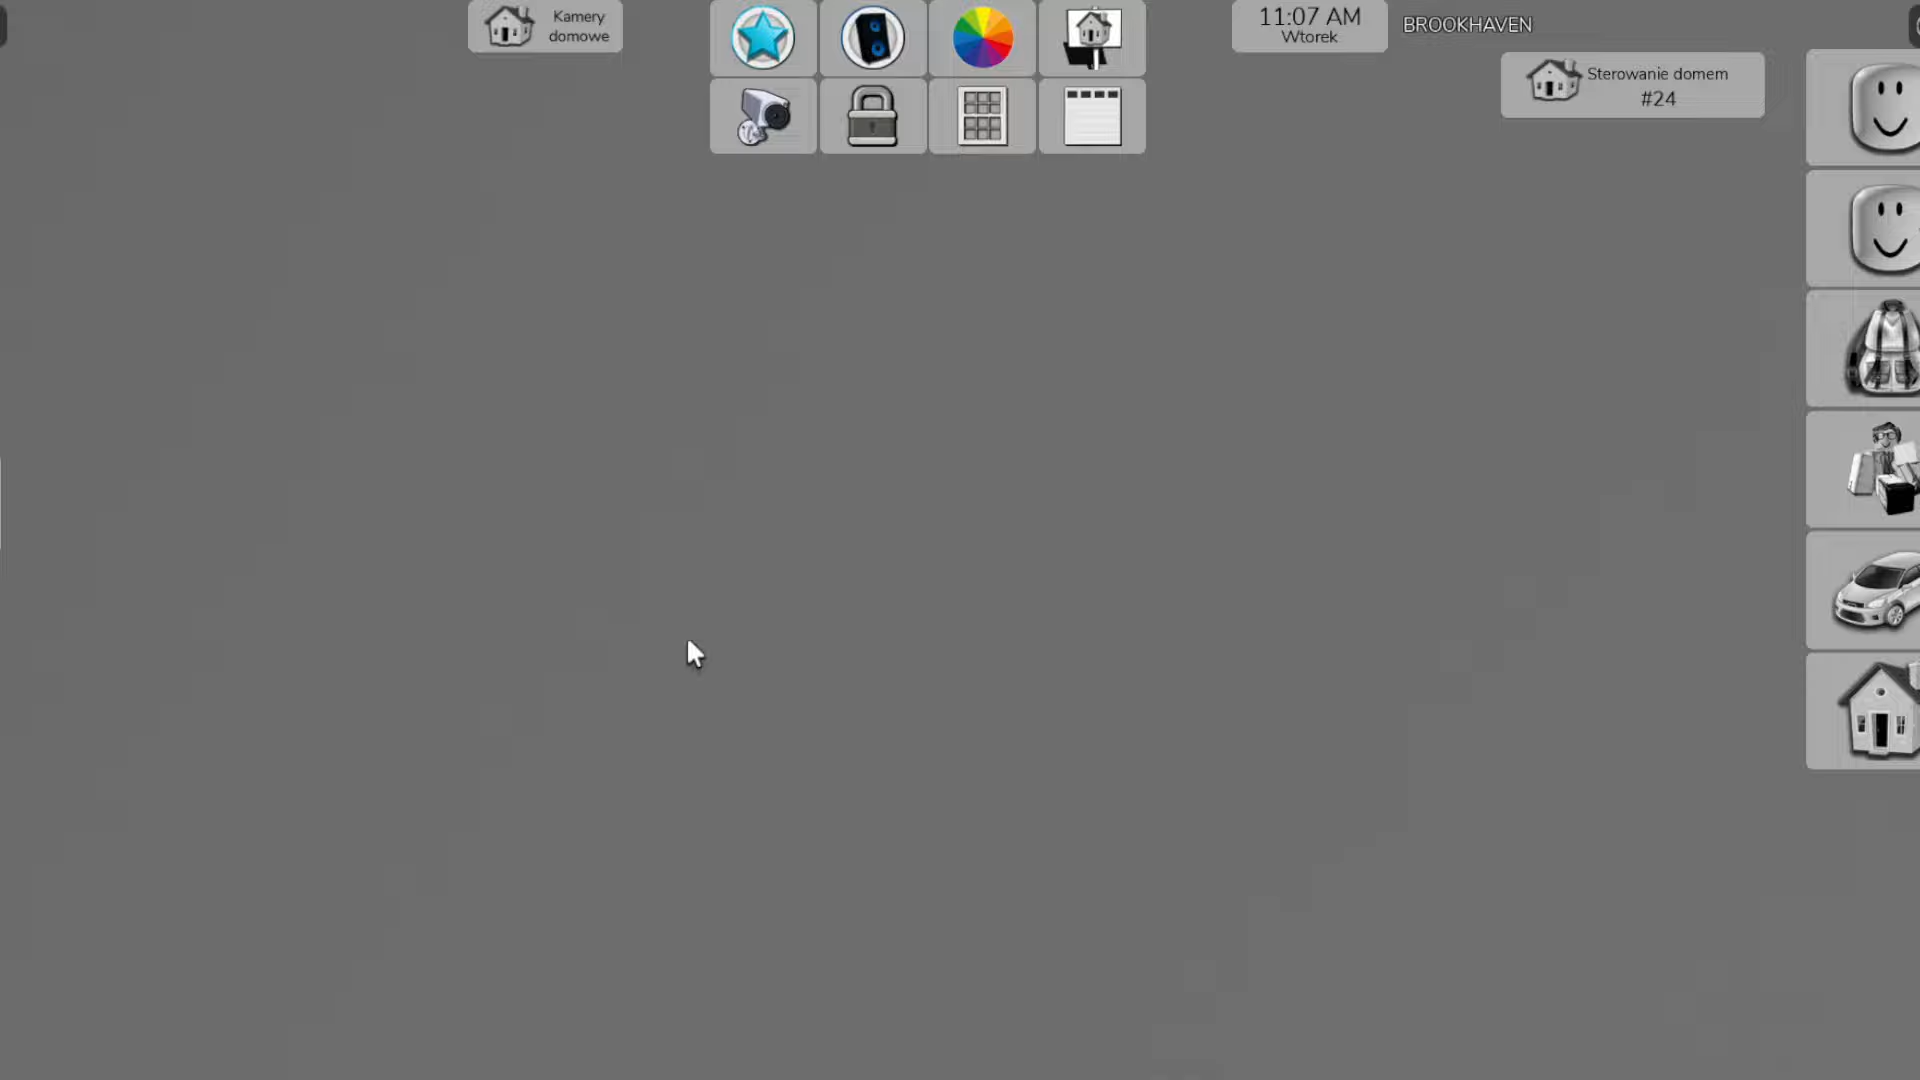 Kamery
domowe
11:07 AM
Wtorek
BROOKHAVEN
Sterowanie domem
#24